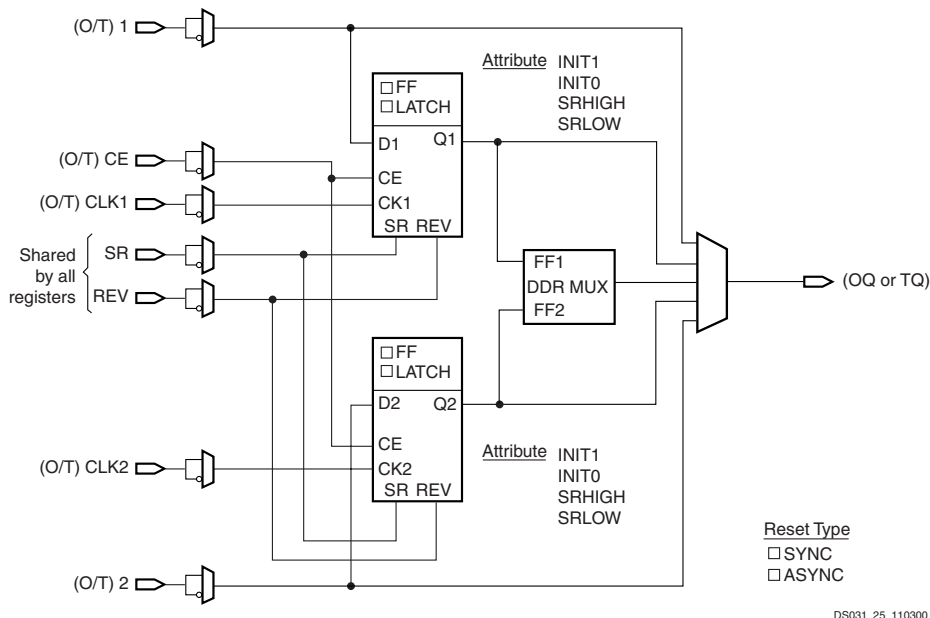 (O/T) 1
Attribute INIT1
INIT0
SRHIGH
SRLOW
FF
LATCH
D1 Q1
(O/T) CE
CE
(O/T) CLK1
CK1
SR REV
Shared
by all
registers
SR
REV
FF1
DDR MUX
FF2
(OQ or TQ)
FF
LATCH
D2 Q2
CE
(O/T) CLK2
CK2
SR REV
Attribute INIT1
INIT0
SRHIGH
SRLOW
Reset Type
SYNC
ASYNC
(O/T) 2
DS031_25_110300